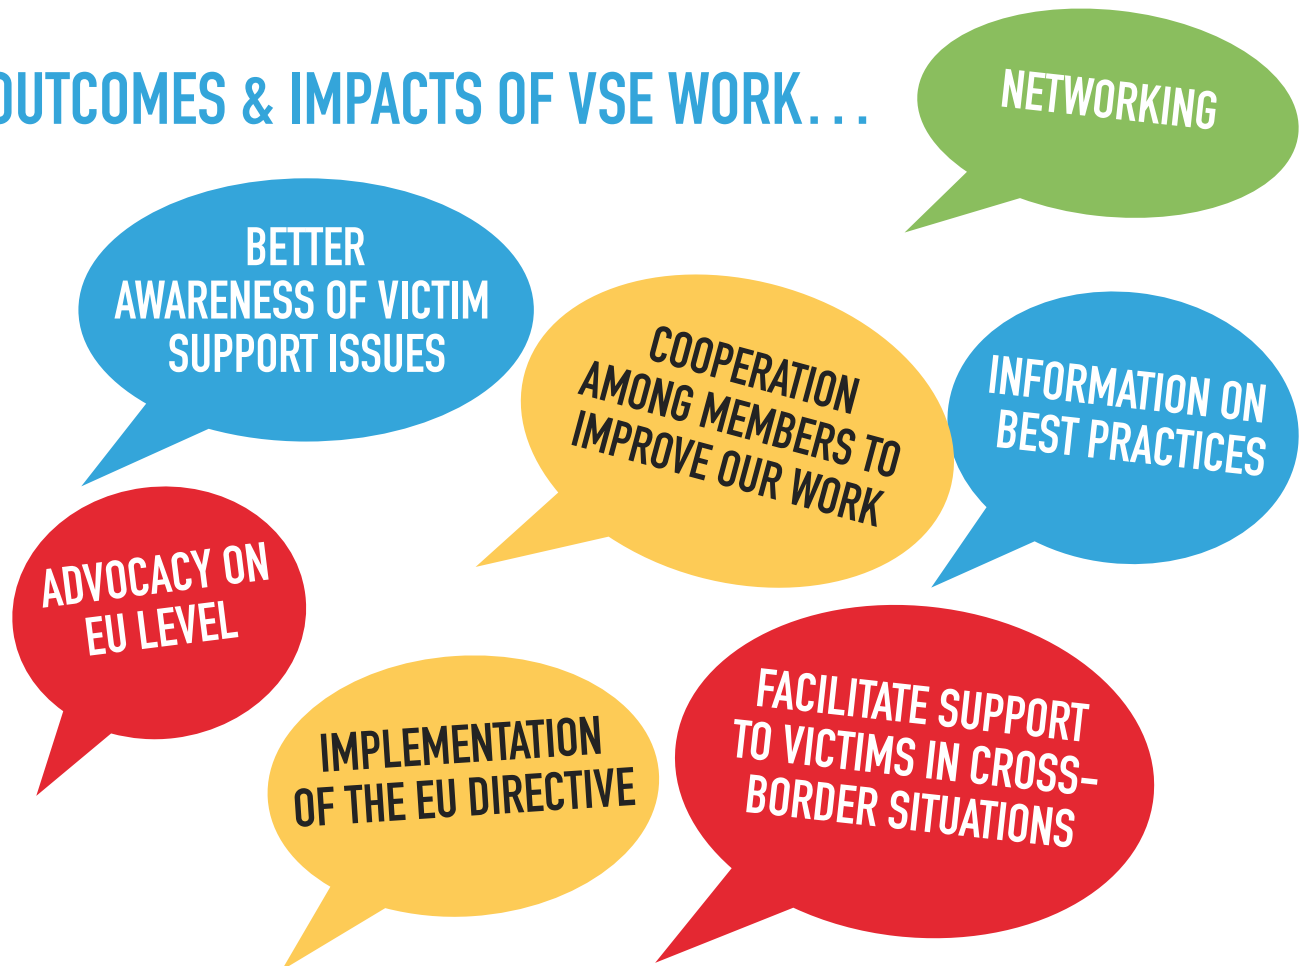 OUTCOMES & IMPACTS OF VSE WORK...
NETWORKING
BETTER
AWARENESS OF VICTIM
SUPPORT ISSUES
COOPERATION
AMONG MEMBERS TO
IMPROVE OUR WORK
INFORMATION ON
BEST PRACTICES
ADVOCACY ON
EU LEVEL
IMPLEMENTATION
OF THE EU DIRECTIVE
FACILITATE SUPPORT
TO VICTIMS IN CROSS-
BORDER SITUATIONS